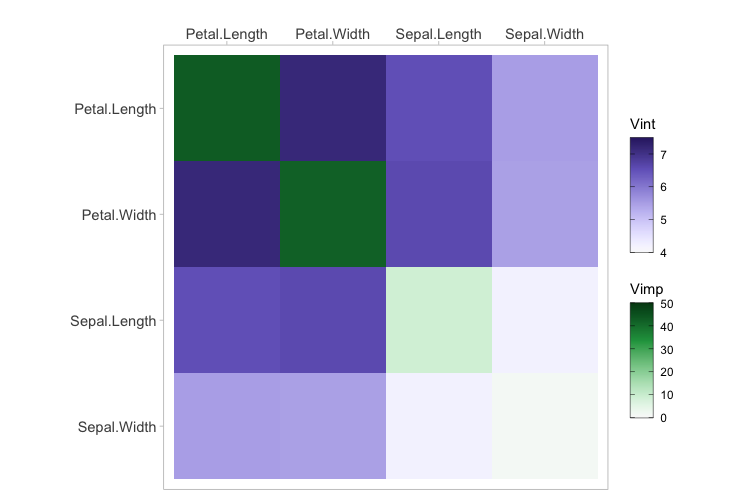 Petal.Length Petal.Width Sepal.Length Sepal.Width
Petal.Length
Petal.Width
Sepal.Length
Sepal.Width
Vint
7
6
5
4
Vimp
50
40
30
20
10
0